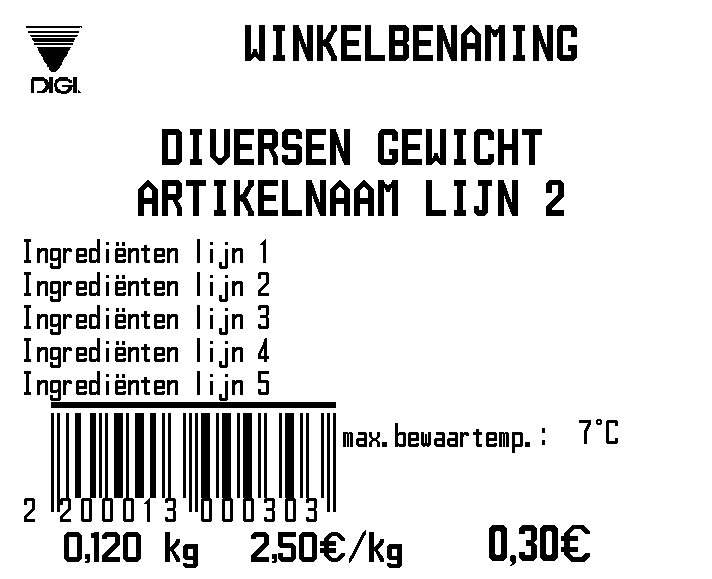 DIGI.
WINKELBENAMING
DIVERSEN GEWICHT
ARTIKELNAAM LIJN 2
Ingrediënten lijn 1
Ingrediënten lijn 2
Ingrediënten lijn 3
Ingrediënten lijn 4
Ingrediënten lijn 5
max.bewaartemp.: 7°C
2 200013 000303
0,120 kg 2,50€/kg 0,30€